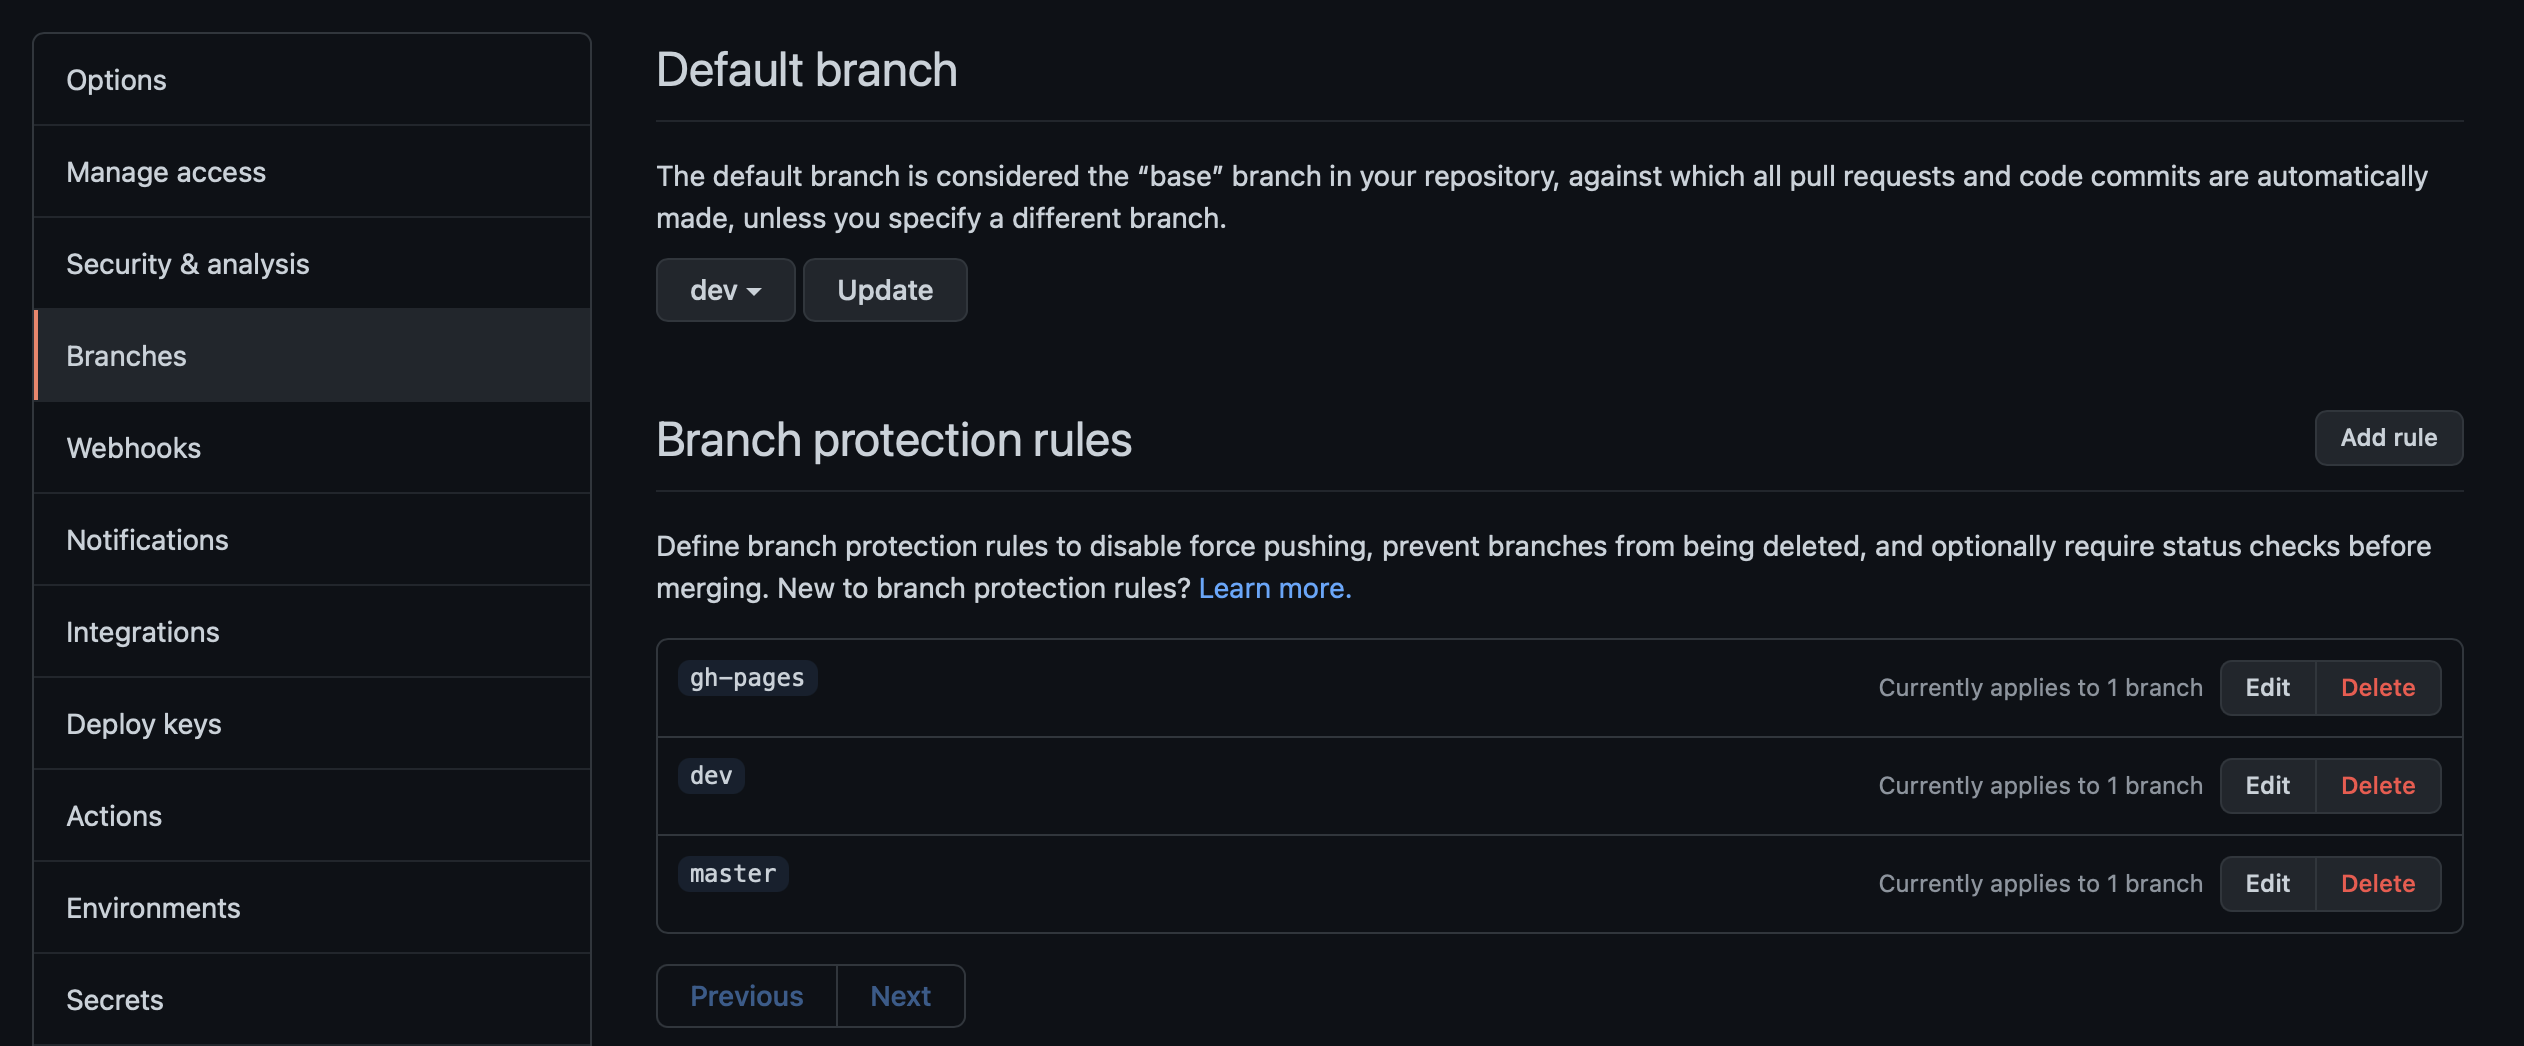 Options
Manage access
Security & analysis
Branches
Webhooks
Notifications
Integrations
Deploy keys
Actions
Environments
Secrets
Default branch
The default branch is considered the “base” branch in your repository, against which all pull requests and code commits are automatically
made, unless you specify a different branch.
dev Update
Branch protection rules Add rule
Define branch protection rules to disable force pushing, prevent branches from being deleted, and optionally require status checks before
merging. New to branch protection rules? Learn more.
gh-pages Currently applies to 1 branch Edit Delete
dev Currently applies to 1 branch Edit Delete
master Currently applies to 1 branch Edit Delete
Previous Next